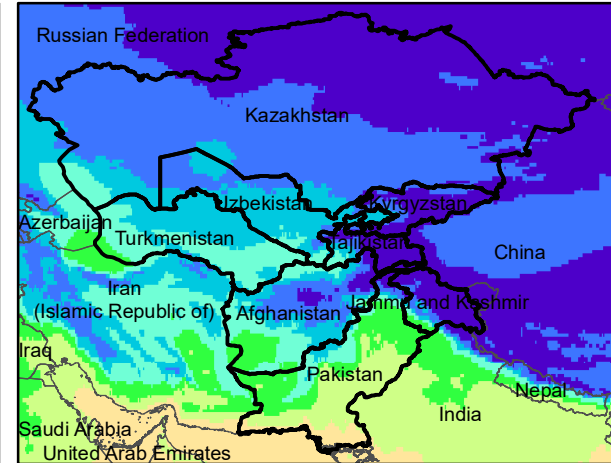 Russian Federation
Kazakhstan
Uzbekistan
Kyrgyzstan
Azerbaijan
Turkmenistan
Tajikistan
China
Iran
(Islamic Republic of)
Afghanistan
Jammu and Kashmir
Iraq
Pakistan
Nepal
India
Saudi Arabia
United Arab Emirates